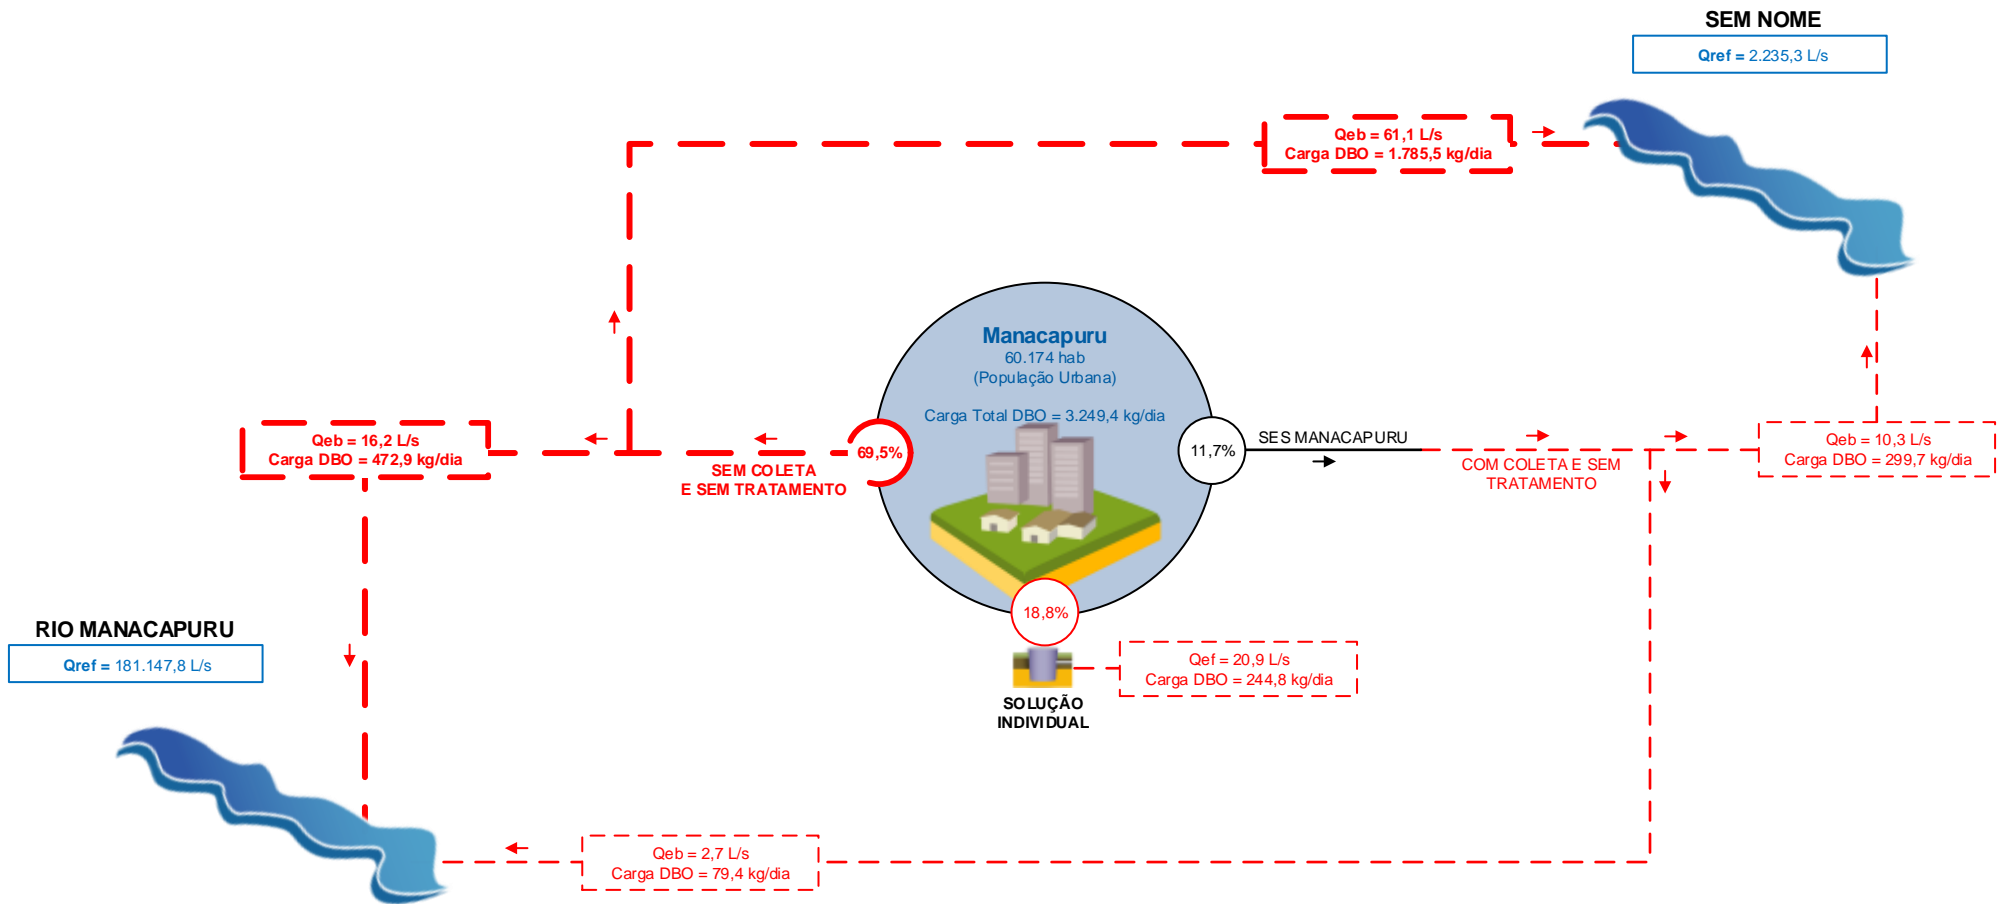 SEM NOME
Qref = 2.235,3 L/s
Qeb = 61,1 L/s
Carga DBO = 1.785,5 kg/dia
Manacapuru
60.174 hab
(População Urbana)
Carga Total DBO = 3.249,4 kg/dia
Qeb = 16,2 L/s
Carga DBO = 472,9 kg/dia
69,5%
SEM COLETA
E SEM TRATAMENTO
11,7%
SES MANACAPURU
COM COLETA E SEM
TRATAMENTO
Qeb = 10,3 L/s
Carga DBO = 299,7 kg/dia
18,8%
SOLUÇÃO
INDIVIDUAL
Qef = 20,9 L/s
Carga DBO = 244,8 kg/dia
RIO MANACAPURU
Qref = 181.147,8 L/s
Qeb = 2,7 L/s
Carga DBO = 79,4 kg/dia